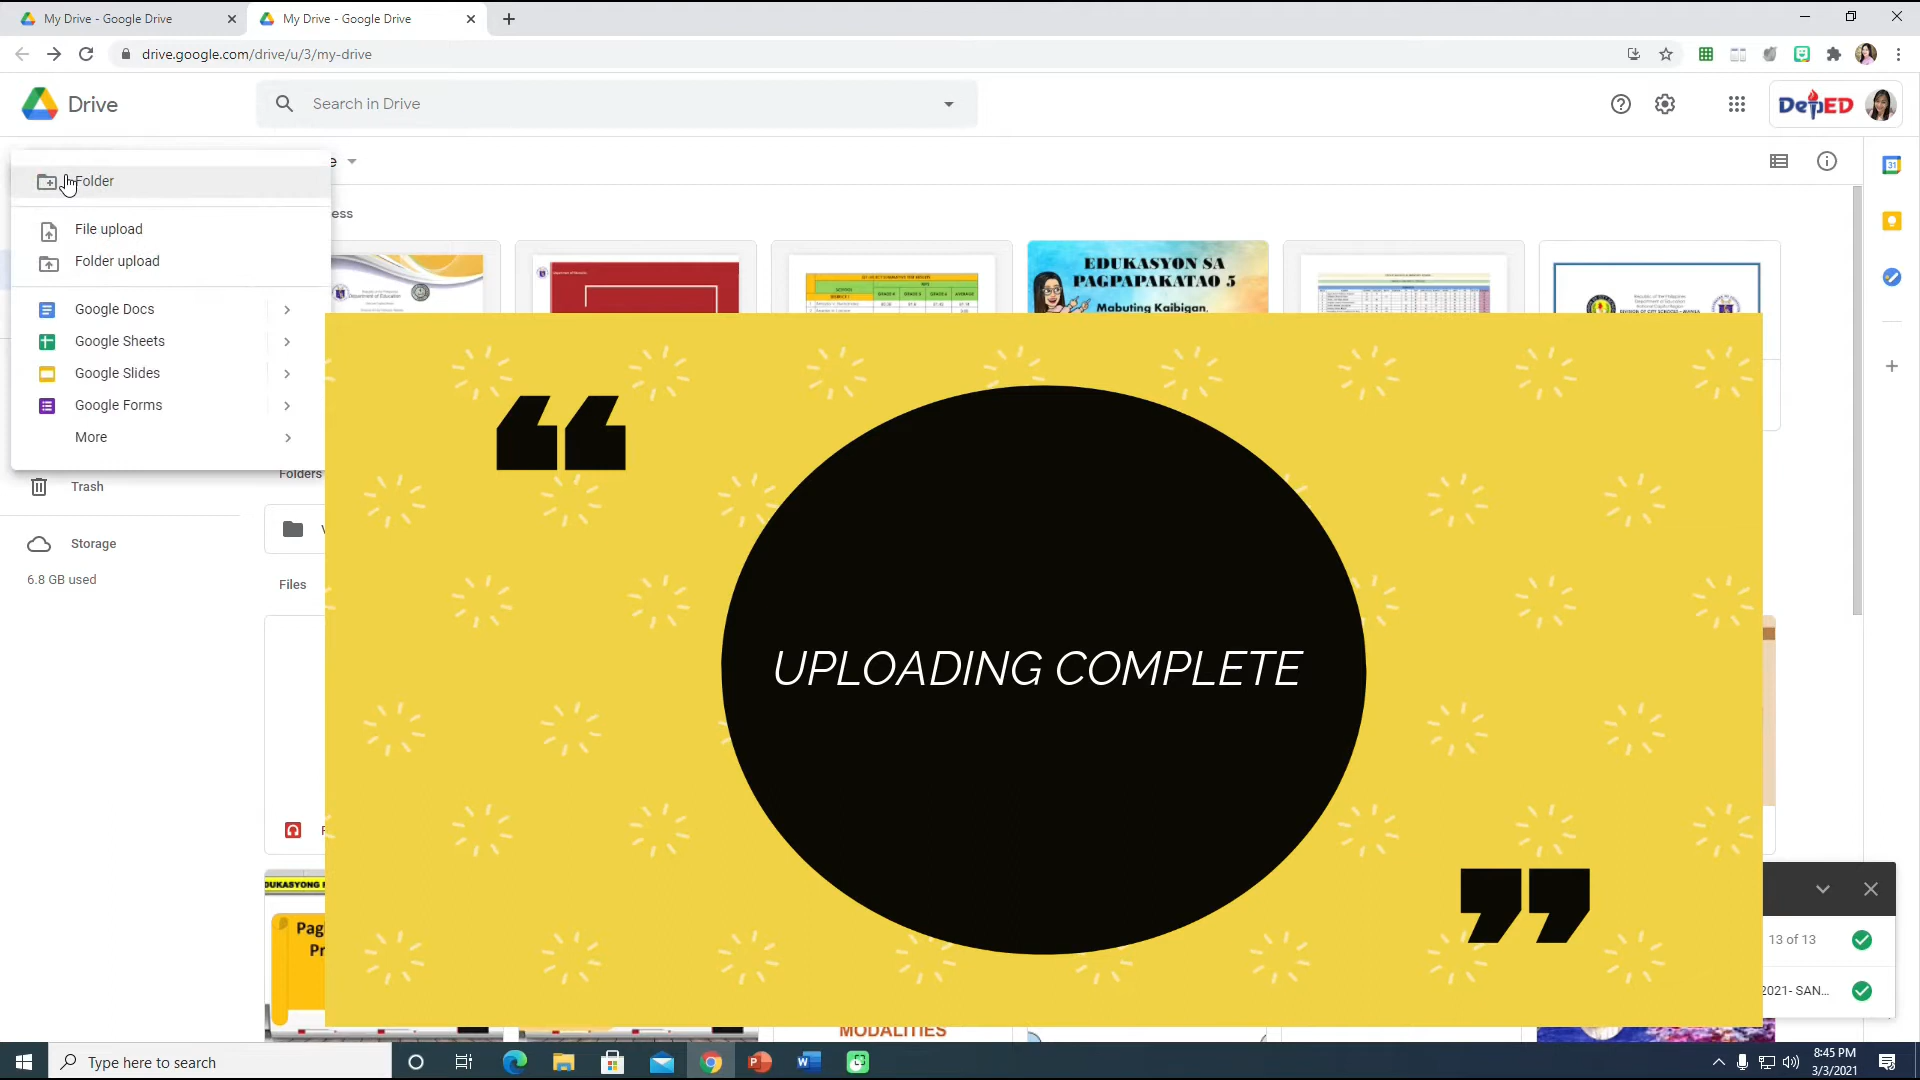 My Drive - Google Drive
My Drive - Google Drive
drive.google.com/drive/u/3/my-drive
Drive
Search in Drive
DepED
Folder
File upload
Folder upload
Google Docs
Google Sheets
Google Slides
Google Forms
More
Trash
Storage
6.8 GB used
ess
EDUKASYON SA
PAGPAPAKATAO 5
Mabuting Kaibigan,
Folders
Files
“
UPLOADING COMPLETE
”
13 of 13
2021- SAN...
MODALITIES
Type here to search
8:45 PM
3/3/2021